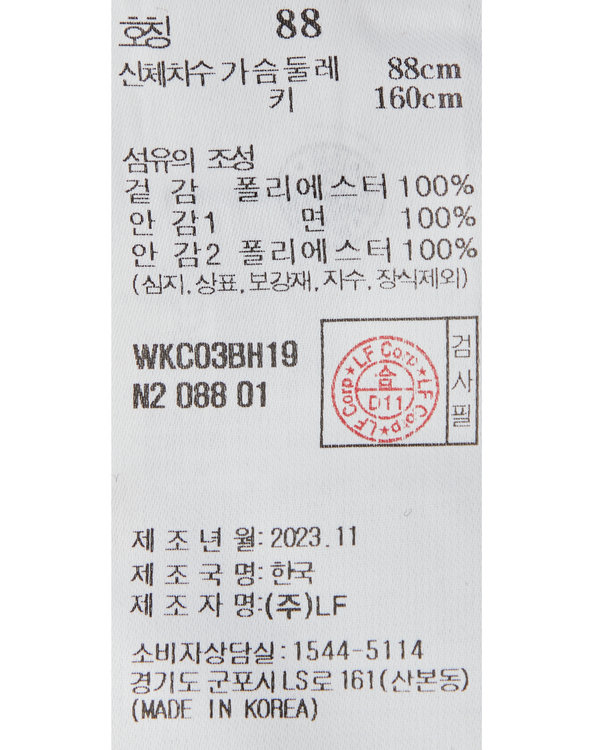 호칭 88
신체치수 가슴둘레 88cm
키 160cm
섬유의 조성
겉 감 폴리에스터 100%
안 감1 면 100%
안 감2 폴리에스터 100%
(심지,상표,보강재,자수,장식제외)
WKC03BH19
N2 088 01
LF Corp★LF Corp★LF Corp★
合
D11
검사필
제 조 년 월: 2023.11
제 조 국 명: 한국
제 조 자 명:(주)LF
소비자상담실: 1544-5114
경기도 군포시 LS로 161(산본동)
(MADE IN KOREA)